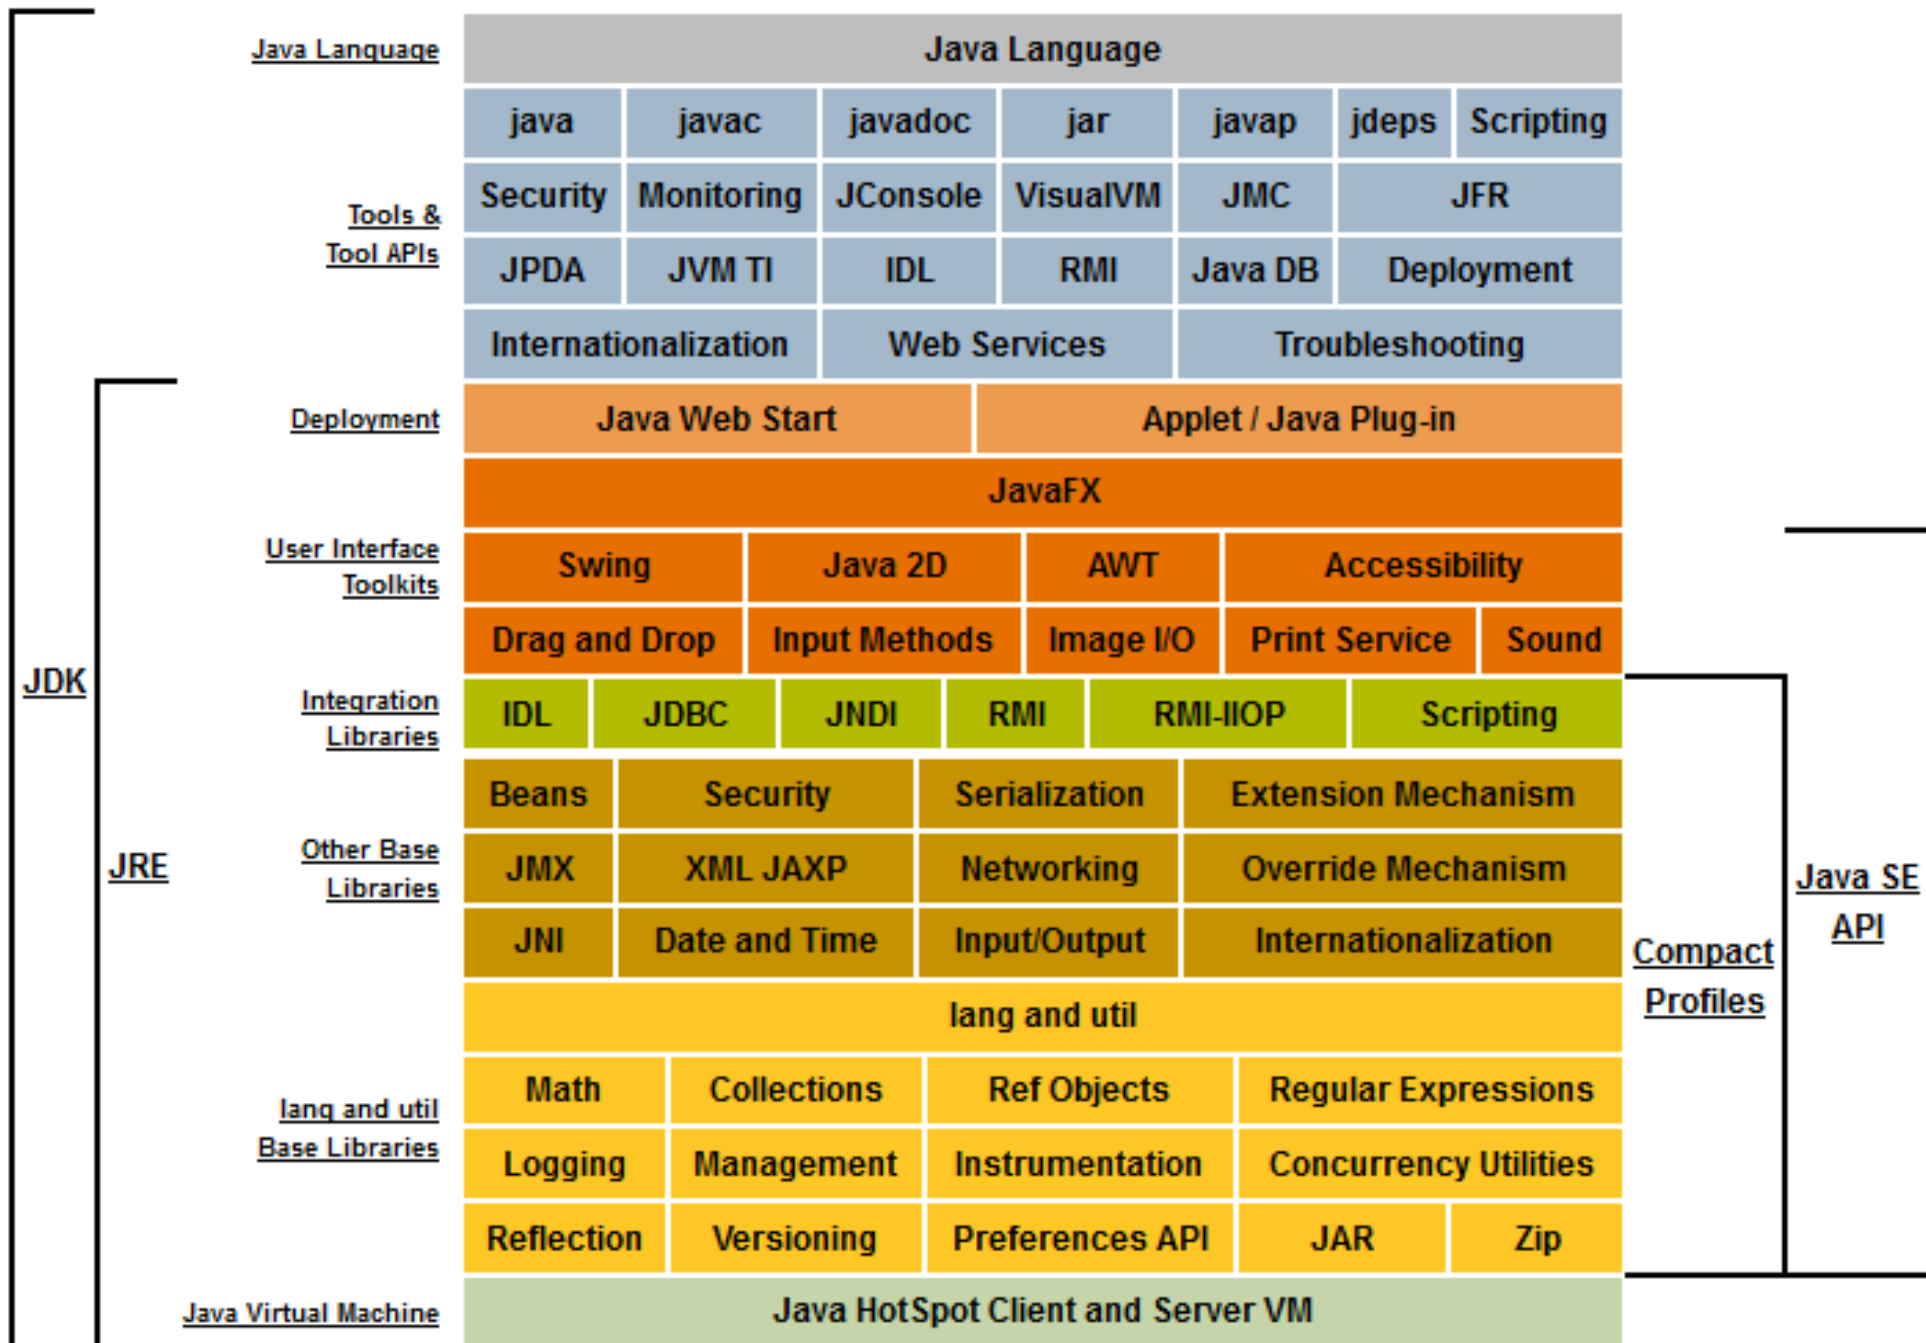 Java Language
Java Language
java javac javadoc jar javap jdeps Scripting
Tools &
Tool APIs
Security Monitoring JConsole VisualVM JMC JFR
JPDA JVM TI IDL RMI Java DB Deployment
Internationalization Web Services Troubleshooting
Deployment
Java Web Start Applet / Java Plug-in
JavaFX
User Interface
Toolkits
Swing Java 2D AWT Accessibility
Drag and Drop Input Methods Image I/O Print Service Sound
JDK
Integration
Libraries
IDL JDBC JNDI RMI RMI-IIOP Scripting
Beans Security Serialization Extension Mechanism
JRE
Other Base
Libraries
JMX XML JAXP Networking Override Mechanism
JNI Date and Time Input/Output Internationalization
Java SE
API
Compact
Profiles
lang and util
lang and util
Base Libraries
Math Collections Ref Objects Regular Expressions
Logging Management Instrumentation Concurrency Utilities
Reflection Versioning Preferences API JAR Zip
Java Virtual Machine
Java HotSpot Client and Server VM